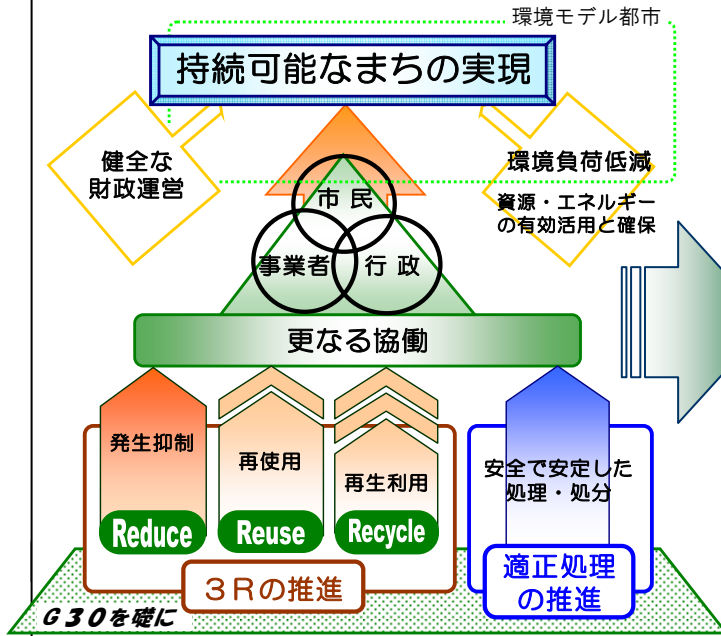 環境モデル都市
持続可能なまちの実現
健全な
財政運営
環境負荷低減
資源・エネルギー
の有効活用と確保
市民
事業者
行政
更なる協働
発生抑制
再使用
再生利用
安全で安定した
処理・処分
Reduce
Reuse
Recycle
3Rの推進
適正処理
の推進
G30を礎に